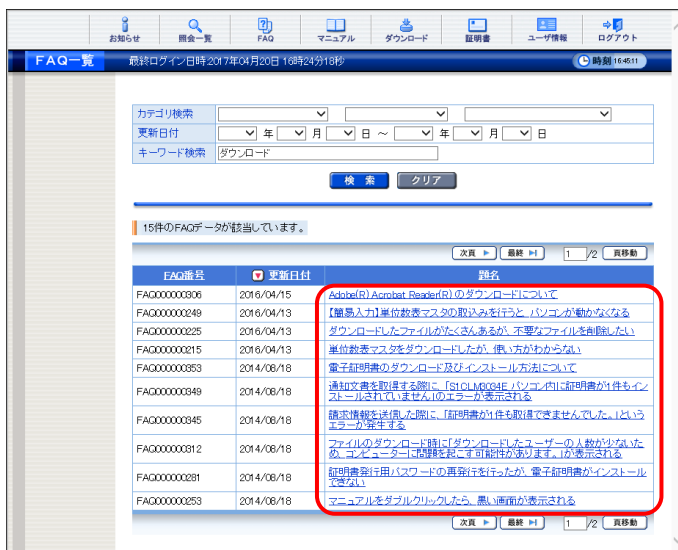 お知らせ 照会一覧 FAQ マニュアル ダウンロード 証明書 ユーザ情報 ログアウト
FAQ一覧 最終ログイン日時:2017年04月20日 16時24分18秒 時刻 16:45:11
カテゴリ検索
更新日付 年 月 日 ～ 年 月 日
キーワード検索 ダウンロード
検 索 クリア
15件のFAQデータが該当しています。
次頁 最終 1 /2 頁移動
FAQ番号 更新日付 題名
FAQ000000306 2016/04/15 Adobe(R) Acrobat Reader(R)のダウンロードについて
FAQ000000249 2016/04/13 【簡易入力】単位数表マスタの取込みを行うと、パソコンが動かなくなる
FAQ000000225 2016/04/13 ダウンロードしたファイルがたくさんあるが、不要なファイルを削除したい
FAQ000000215 2016/04/13 単位数表マスタをダウンロードしたが、使い方がわからない
FAQ000000353 2014/08/18 電子証明書のダウンロード及びインストール方法について
FAQ000000349 2014/08/18 通知文書を取得する際に、「S1CLM3034E パソコン内に証明書が1件もイン
ストールされていません」のエラーが表示される
FAQ000000345 2014/08/18 請求情報を送信した際に、「証明書が1件も取得できませんでした。」という
エラーが発生する
FAQ000000312 2014/08/18 ファイルのダウンロード時に「ダウンロードしたユーザーの人数が少ないた
め、コンピューターに問題を起こす可能性があります。」が表示される
FAQ000000281 2014/08/18 証明書発行用パスワードの再発行を行ったが、電子証明書がインストール
できない
FAQ000000253 2014/08/18 マニュアルをダブルクリックしたら、黒い画面が表示される
次頁 最終 1 /2 頁移動